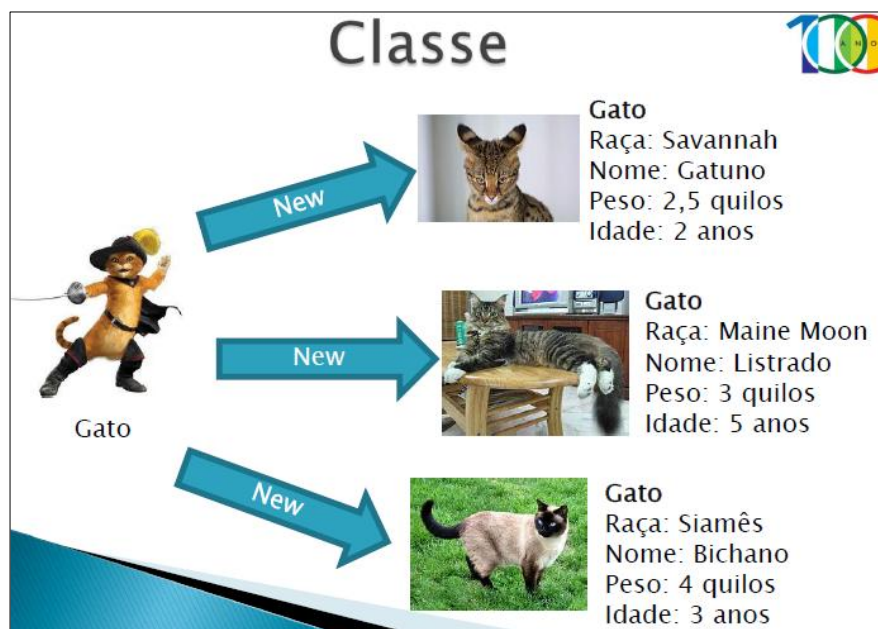 Classe
100
ANO
New
Gato
Raça: Savannah
Nome: Gatuno
Peso: 2,5 quilos
Idade: 2 anos
New
Gato
Raça: Maine Moon
Nome: Listrado
Peso: 3 quilos
Idade: 5 anos
Gato
New
Gato
Raça: Siamês
Nome: Bichano
Peso: 4 quilos
Idade: 3 anos